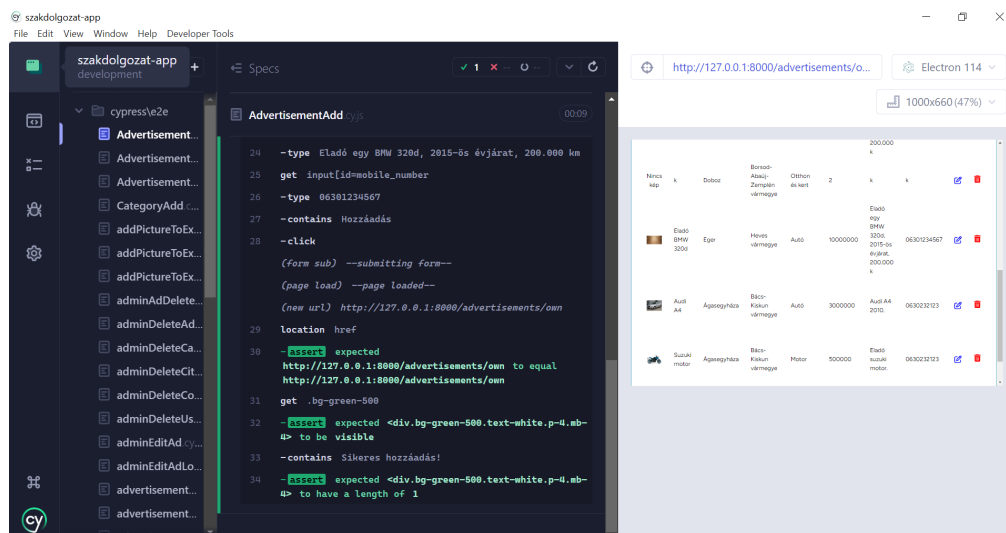 szakdolgozat-app
File Edit View Window Help Developer Tools
szakdolgozat-app
development
+
Specs
1
--
--
http://127.0.0.1:8000/advertisements/o...
Electron 114
1000x660 (47%)
cypress\e2e
Advertisement...
Advertisement...
Advertisement...
CategoryAdd.c...
addPictureToEx...
addPictureToEx...
addPictureToEx...
adminAdDelete...
adminDeleteAd...
adminDeleteCa...
adminDeleteCit...
adminDeleteCo...
adminDeleteUs...
adminEditAd.cy...
adminEditAdLo...
advertisement...
advertisement...
cy
AdvertisementAdd.cy.js
00:09
24 -type Eladó egy BMW 320d, 2015-ös évjárat, 200.000 km
25 get input[id=mobile_number
26 -type 06301234567
27 -contains Hozzáadás
28 -click
(form sub) --submitting form--
(page load) --page loaded--
(new url) http://127.0.0.1:8000/advertisements/own
29 location href
30 -assert expected
http://127.0.0.1:8000/advertisements/own to equal
http://127.0.0.1:8000/advertisements/own
31 get .bg-green-500
32 -assert expected <div.bg-green-500.text-white.p-4.mb-
4> to be visible
33 -contains Sikeres hozzáadás!
34 -assert expected <div.bg-green-500.text-white.p-4.mb-
4> to have a length of 1
200.000
k
Nincs
kép
k
Doboz
Borsod-
Abaúj-
Zemplén
vármegye
Otthon
és kert
2
k
k
Eladó
BMW
320d
Eger
Heves
vármegye
Autó
10000000
Eladó
egy
BMW
320d,
2015-ös
évjárat,
200.000
k
06301234567
Audi
A4
Ágasegyháza
Bács-
Kiskun
vármegye
Autó
3000000
Audi A4
2010.
0630232123
Suzuki
motor
Ágasegyháza
Bács-
Kiskun
vármegye
Motor
500000
Eladó
suzuki
motor.
0630232123